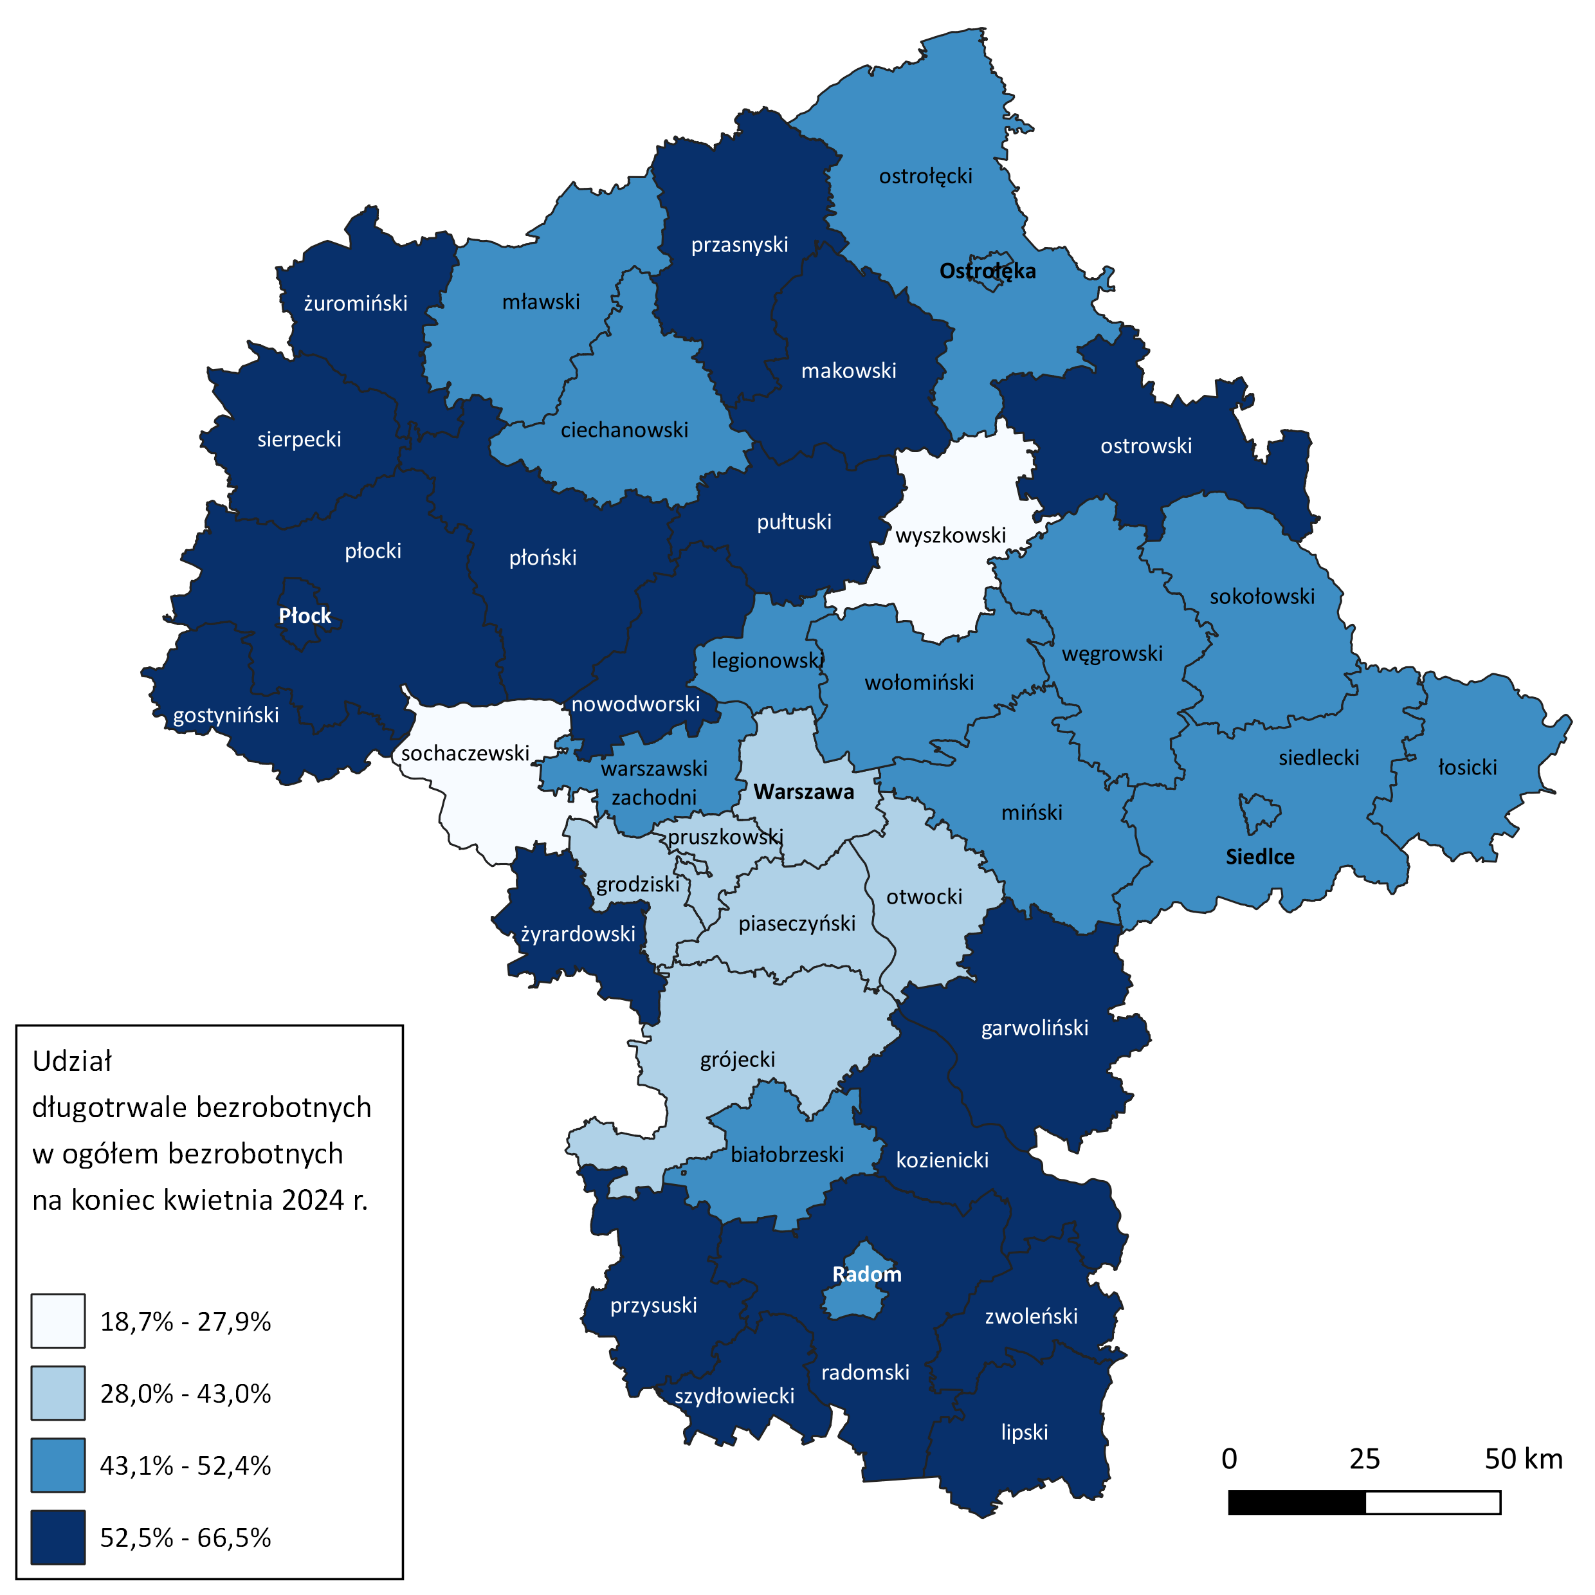 ostrołęcki
przasnyski
Ostrołęka
mławski
żuromiński
makowski
ciechanowski
sierpecki
ostrowski
pułtuski
wyszkowski
płocki
płoński
sokołowski
Płock
węgrowski
legionowski
wołomiński
nowodworski
gostyniński
sochaczewski
siedlecki
łosicki
warszawski
zachodni
Warszawa
miński
pruszkowski
Siedlce
grodziski
otwocki
piaseczyński
żyrardowski
garwoliński
grójecki
białobrzeski
kozienicki
Radom
przysuski
zwoleński
radomski
szydłowiecki
lipski
Udział
długotrwale bezrobotnych
w ogółem bezrobotnych
na koniec kwietnia 2024 r.
18,7% - 27,9%
28,0% - 43,0%
43,1% - 52,4%
52,5% - 66,5%
0 25 50 km